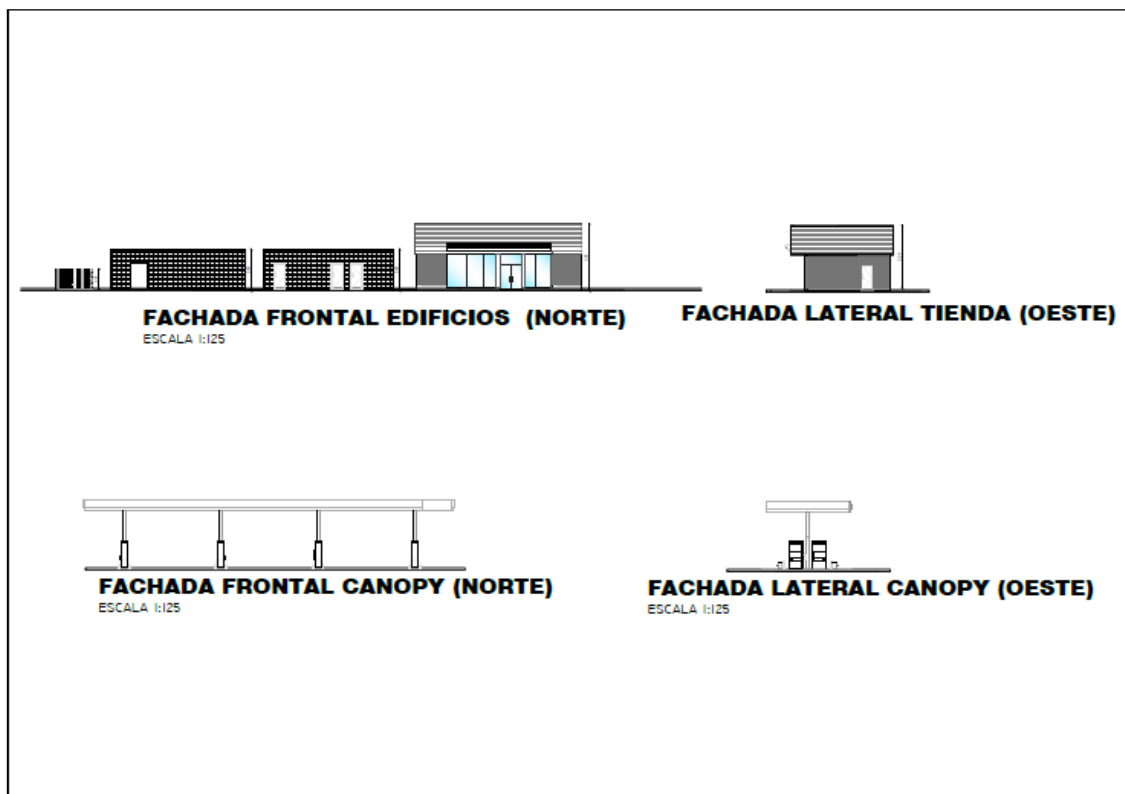 FACHADA FRONTAL EDIFICIOS (NORTE)
ESCALA 1:125
FACHADA LATERAL TIENDA (OESTE)
FACHADA FRONTAL CANOPY (NORTE)
ESCALA 1:125
FACHADA LATERAL CANOPY (OESTE)
ESCALA 1:125